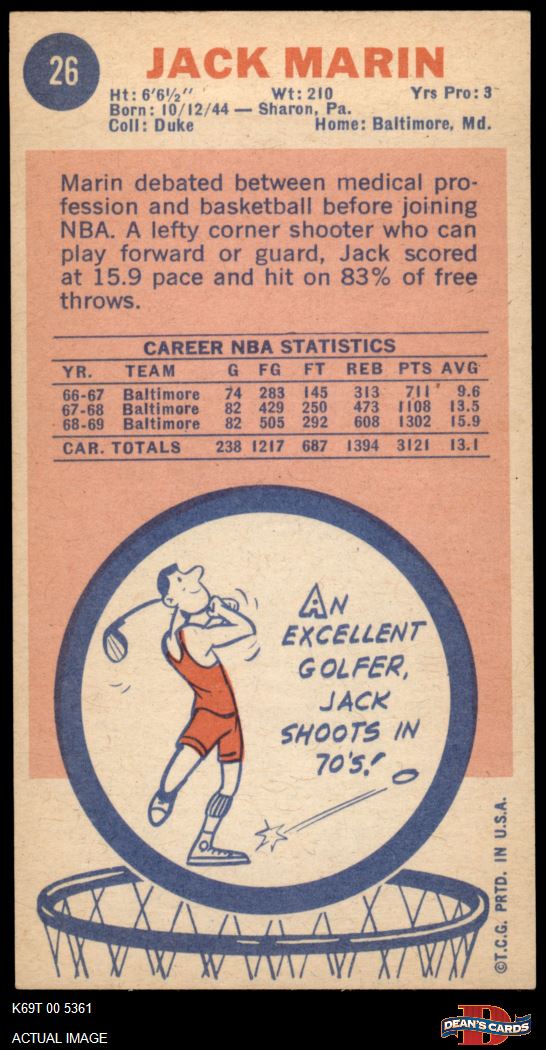 26
JACK MARIN
Ht: 6'6½" Wt: 210 Yrs Pro: 3
Born: 10/12/44 — Sharon, Pa.
Coll: Duke Home: Baltimore, Md.
Marin debated between medical pro-
fession and basketball before joining
NBA. A lefty corner shooter who can
play forward or guard, Jack scored
at 15.9 pace and hit on 83% of free
throws.
CAREER NBA STATISTICS
YR. TEAM G FG FT REB PTS AVG
66-67 Baltimore 74 283 145 313 711 9.6
67-68 Baltimore 82 429 250 473 1108 13.5
68-69 Baltimore 82 505 292 608 1302 15.9
CAR. TOTALS 238 1217 687 1394 3121 13.1
AN
EXCELLENT
GOLFER,
JACK
SHOOTS IN
70's!
©T.C.G. PRTD. IN U.S.A.
K69T 00 5361
ACTUAL IMAGE
D
DEAN'S CARDS